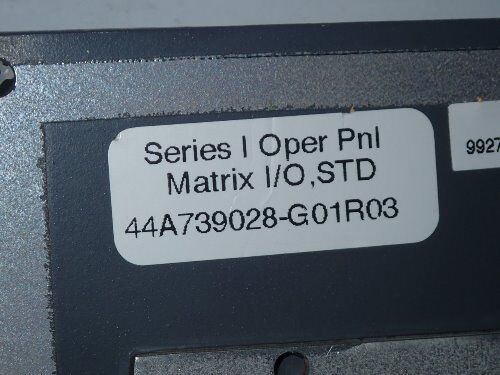 Series I Oper Pnl
Matrix I/O,STD
44A739028-G01R03
9927